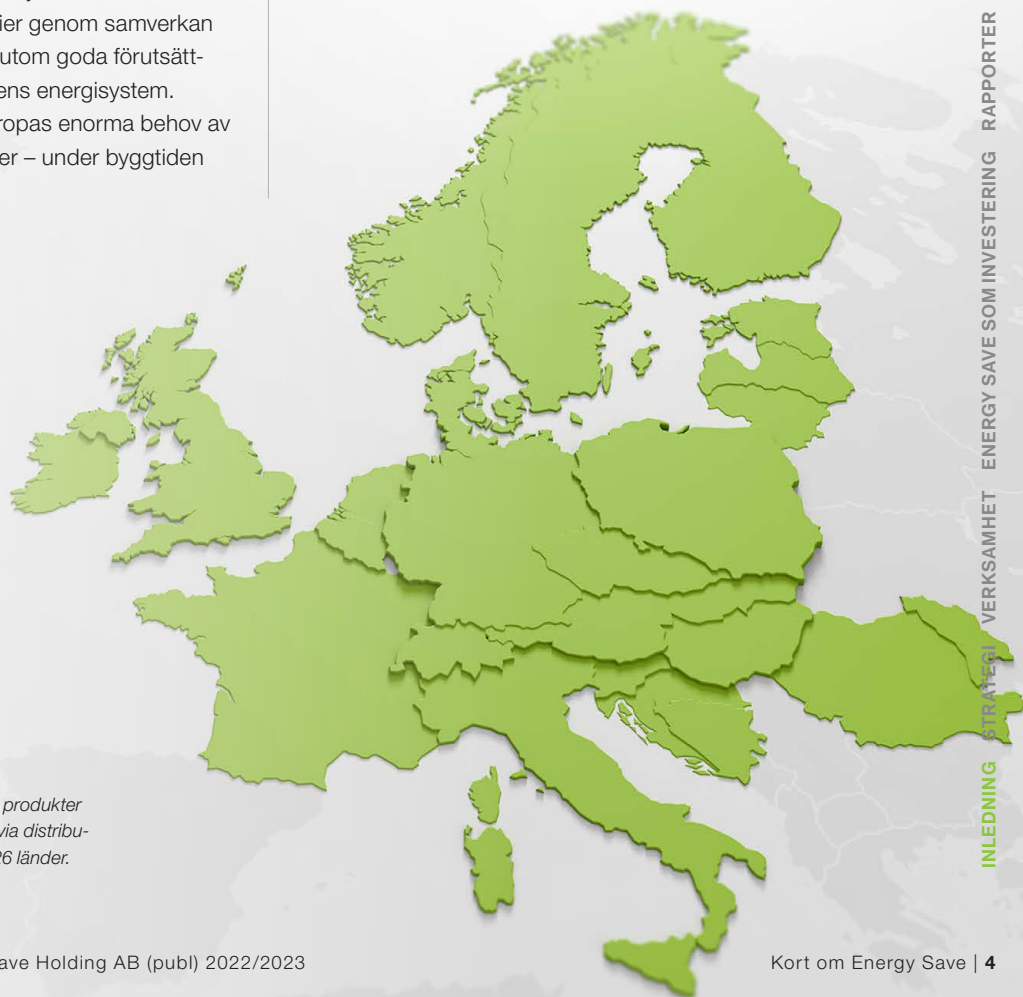 ier genom samverkan
utom goda förutsätt-
ens energisystem.
ropas enorma behov av
er – under byggtiden
produkter
via distribu-
26 länder.
ave Holding AB (publ) 2022/2023
Kort om Energy Save | 4
INLEDNING STRATEGI VERKSAMHET ENERGY SAVE SOM INVESTERING RAPPORTER